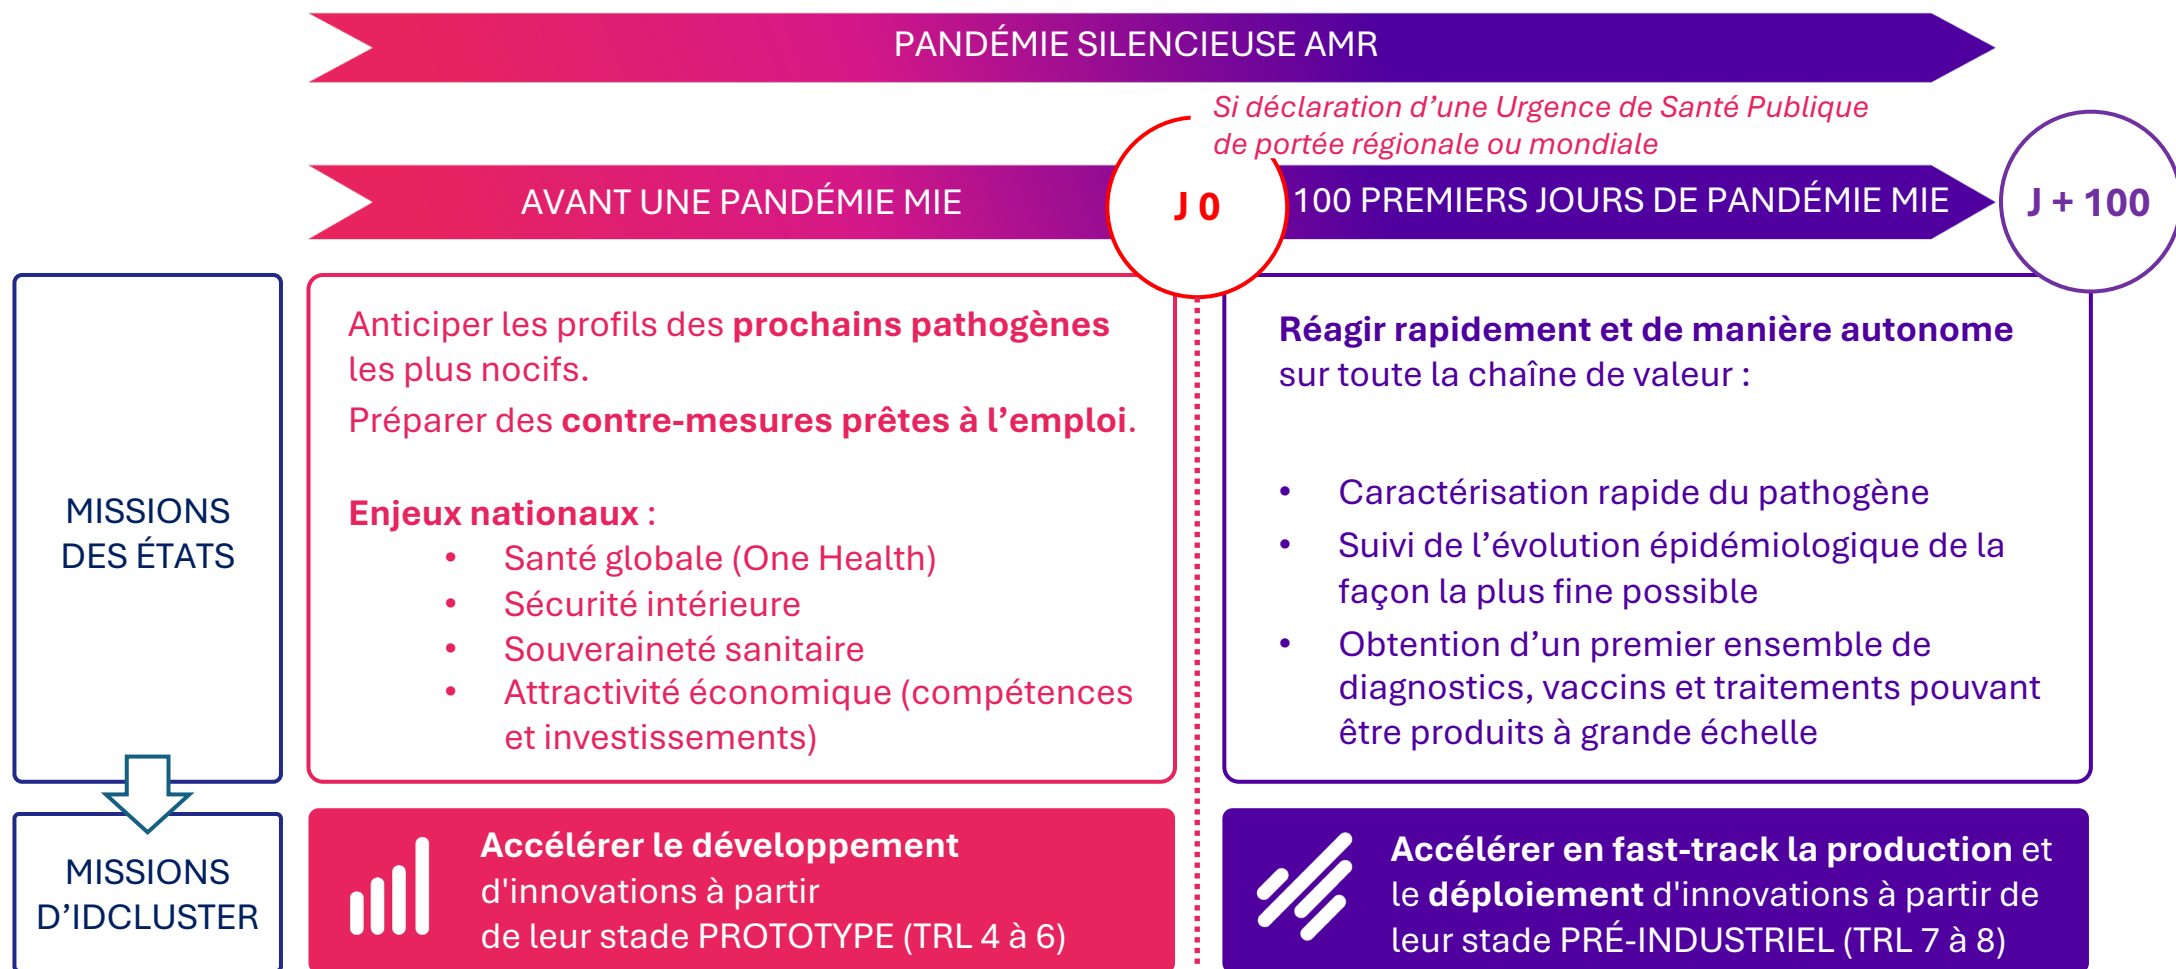 PANDÉMIE SILENCIEUSE AMR
Si déclaration d’une Urgence de Santé Publique
de portée régionale ou mondiale
AVANT UNE PANDÉMIE MIE
J 0
100 PREMIERS JOURS DE PANDÉMIE MIE
J + 100
MISSIONS
DES ÉTATS
Anticiper les profils des prochains pathogènes
les plus nocifs.
Préparer des contre-mesures prêtes à l’emploi.
Enjeux nationaux :
• Santé globale (One Health)
• Sécurité intérieure
• Souveraineté sanitaire
• Attractivité économique (compétences
et investissements)
Réagir rapidement et de manière autonome
sur toute la chaîne de valeur :
• Caractérisation rapide du pathogène
• Suivi de l’évolution épidémiologique de la
façon la plus fine possible
• Obtention d’un premier ensemble de
diagnostics, vaccins et traitements pouvant
être produits à grande échelle
MISSIONS
D’IDCLUSTER
Accélérer le développement
d'innovations à partir
de leur stade PROTOTYPE (TRL 4 à 6)
Accélérer en fast-track la production et
le déploiement d'innovations à partir de
leur stade PRÉ-INDUSTRIEL (TRL 7 à 8)